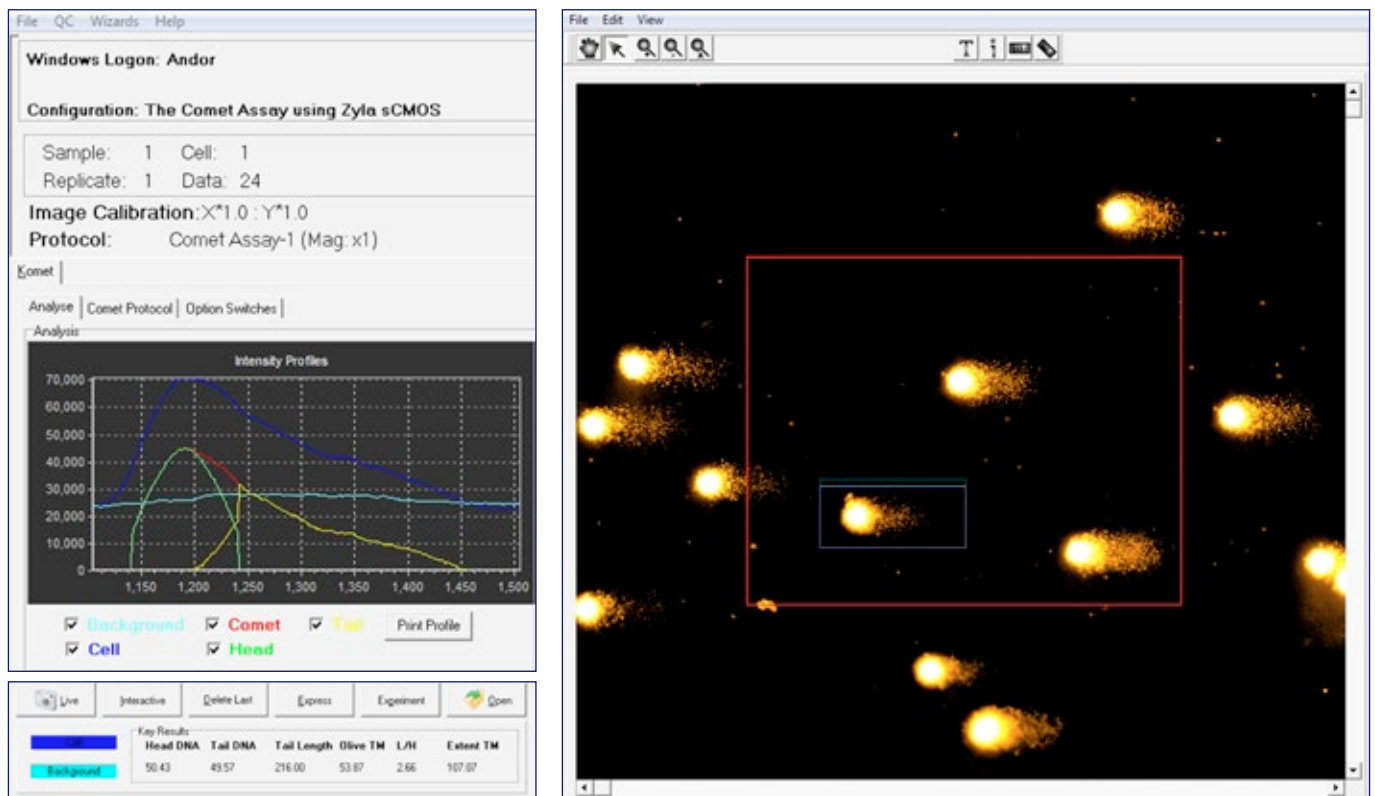 File QC Wizards Help
Windows Logon: Andor
Configuration: The Comet Assay using Zyla sCMOS
Sample: 1 Cell: 1
Replicate: 1 Data: 24
Image Calibration:X*1.0 : Y*1.0
Protocol: Comet Assay-1 (Mag: x1)
Komet
Analyse Comet Protocol Option Switches
Analysis
Intensity Profiles
70,000
60,000
50,000
40,000
30,000
20,000
10,000
0
1,150 1,200 1,250 1,300 1,350 1,400 1,450 1,500
Background Comet Tail Print Profile
Cell Head
Live Interactive Delete Last Express Experiment Open
Key Results
Head DNA Tail DNA Tail Length Olive TM L/H Extent TM
Cell
Background
50.43 49.57 216.00 53.87 2.66 107.07
File Edit View
T i